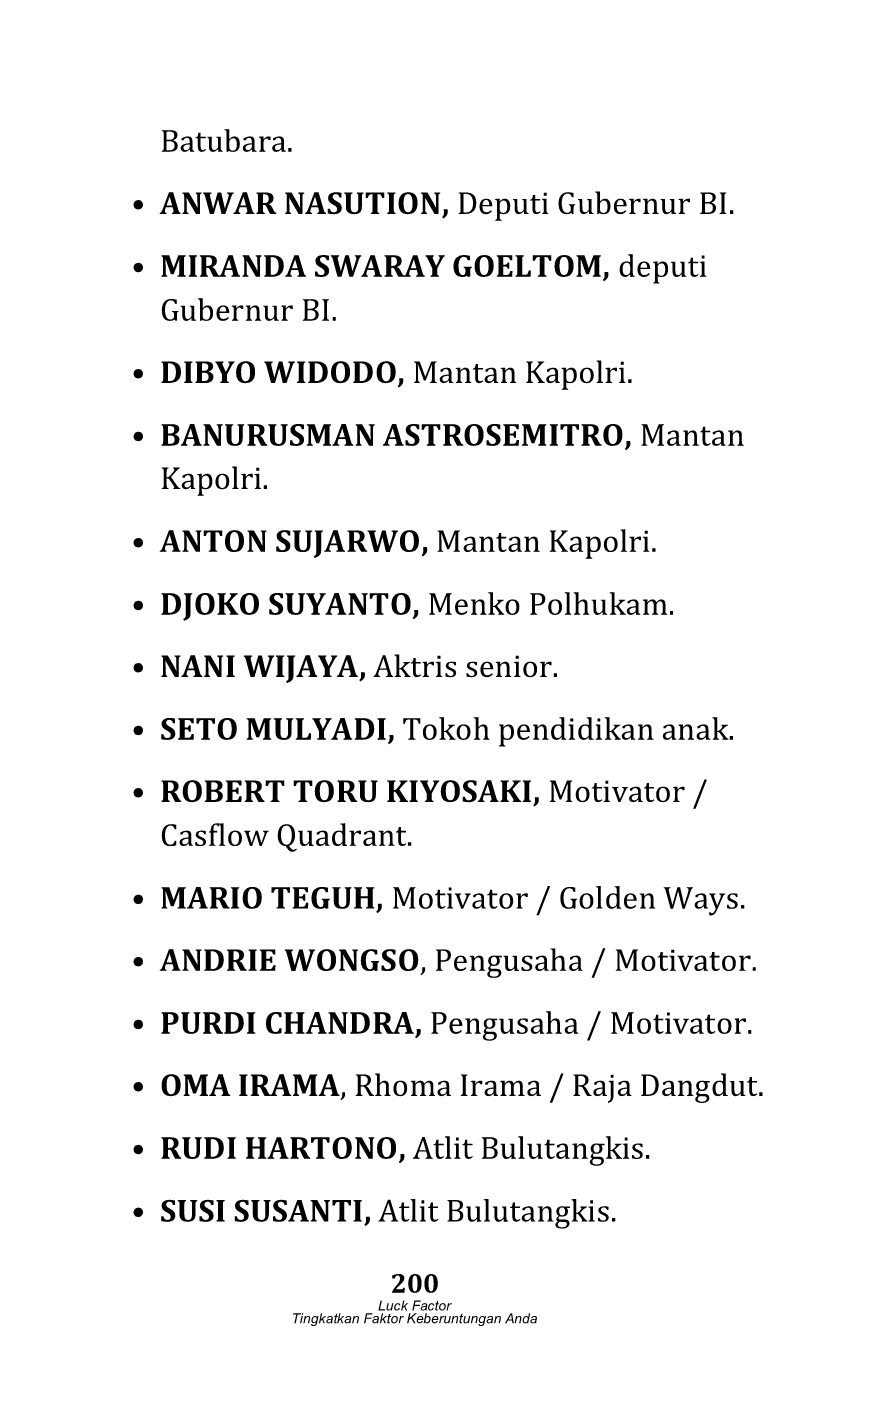 Batubara.
• ANWAR NASUTION, Deputi Gubernur BI.
• MIRANDA SWARAY GOELTOM, deputi
Gubernur BI.
• DIBYO WIDODO, Mantan Kapolri.
• BANURUSMAN ASTROSEMITRO, Mantan
Kapolri.
• ANTON SUJARWO, Mantan Kapolri.
• DJOKO SUYANTO, Menko Polhukam.
• NANI WIJAYA, Aktris senior.
• SETO MULYADI, Tokoh pendidikan anak.
• ROBERT TORU KIYOSAKI, Motivator /
Casflow Quadrant.
• MARIO TEGUH, Motivator / Golden Ways.
• ANDRIE WONGSO, Pengusaha / Motivator.
• PURDI CHANDRA, Pengusaha / Motivator.
• OMA IRAMA, Rhoma Irama / Raja Dangdut.
• RUDI HARTONO, Atlit Bulutangkis.
• SUSI SUSANTI, Atlit Bulutangkis.
200
Luck Factor
Tingkatkan Faktor Keberuntungan Anda